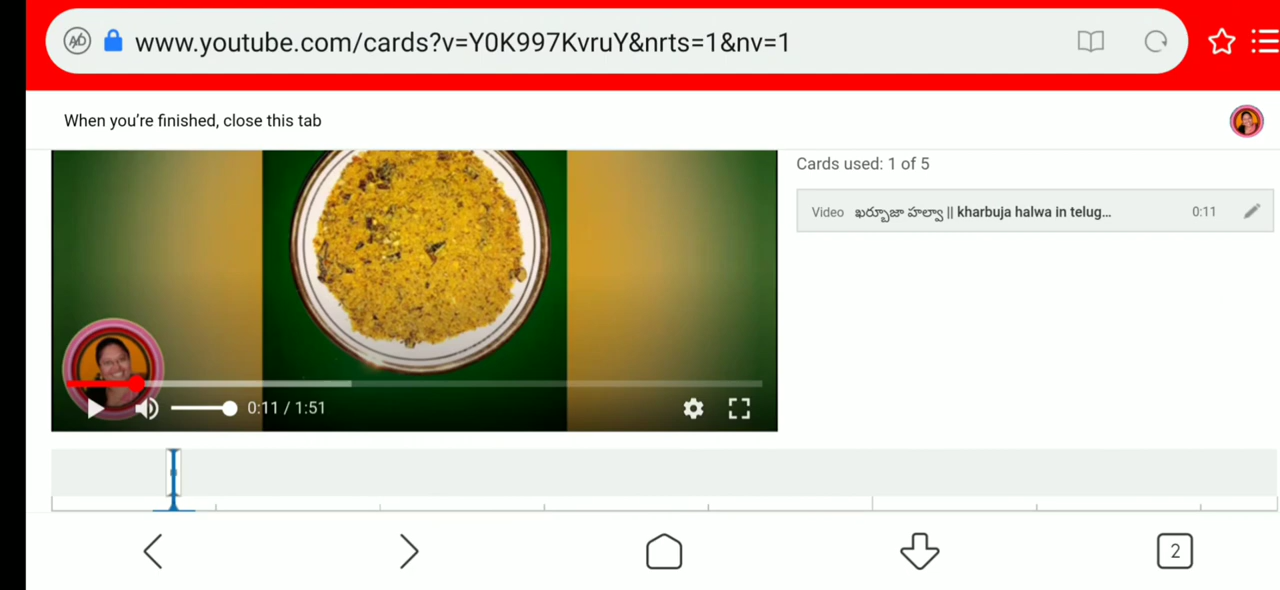 www.youtube.com/cards?v=Y0K997KvruY&nrts=1&nv=1
When you're finished, close this tab
Cards used: 1 of 5
Video ఖర్బూజా హల్వా || kharbuja halwa in telug... 0:11
0:11 / 1:51
2